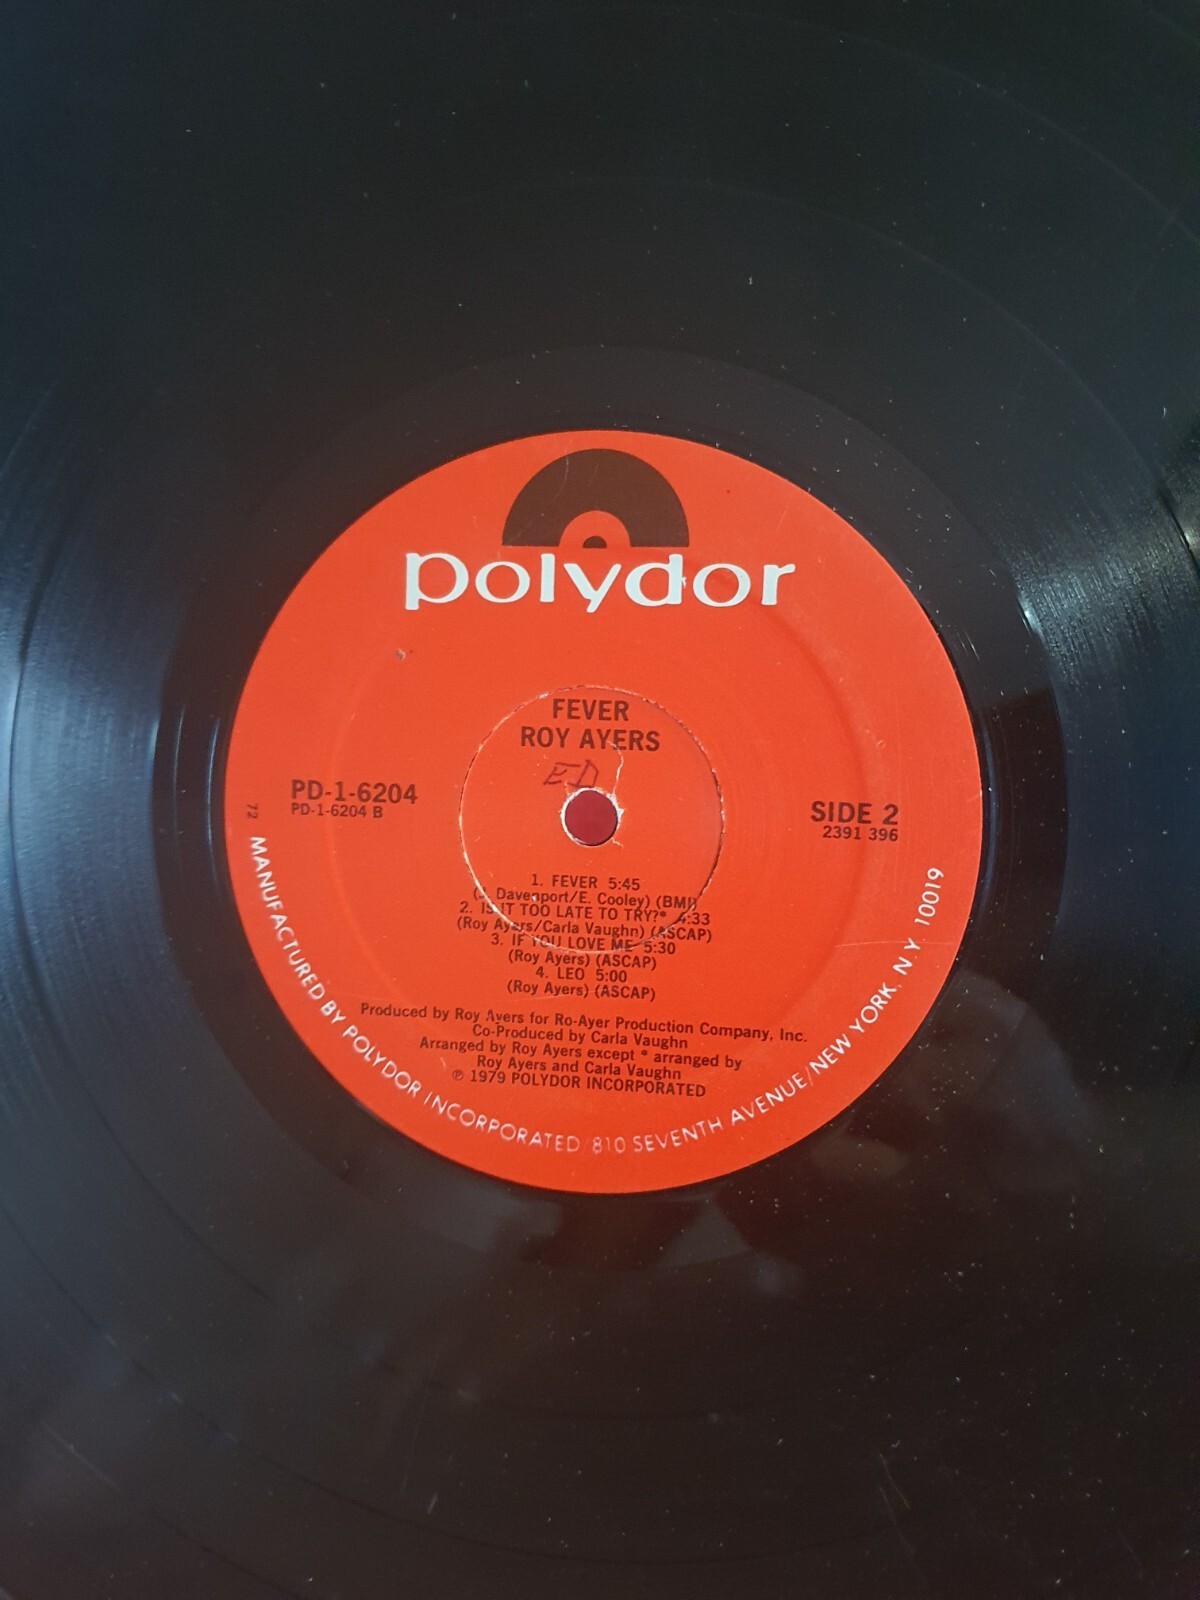 polydor
FEVER
ROY AYERS
ED
PD-1-6204
PD-1-6204 B
SIDE 2
2391 396
1. FEVER 5:45
(J. Davenport/E. Cooley) (BMI)
2. IS IT TOO LATE TO TRY?* 4:33
(Roy Ayers/Carla Vaughn) (ASCAP)
3. IF YOU LOVE ME 5:30
(Roy Ayers) (ASCAP)
4. LEO 5:00
(Roy Ayers) (ASCAP)
Produced by Roy Ayers for Ro-Ayer Production Company, Inc.
Co-Produced by Carla Vaughn
Arranged by Roy Ayers except * arranged by
Roy Ayers and Carla Vaughn
℗ 1979 POLYDOR INCORPORATED
72
MANUFACTURED BY POLYDOR INCORPORATED/810 SEVENTH AVENUE/NEW YORK, N.Y. 10019